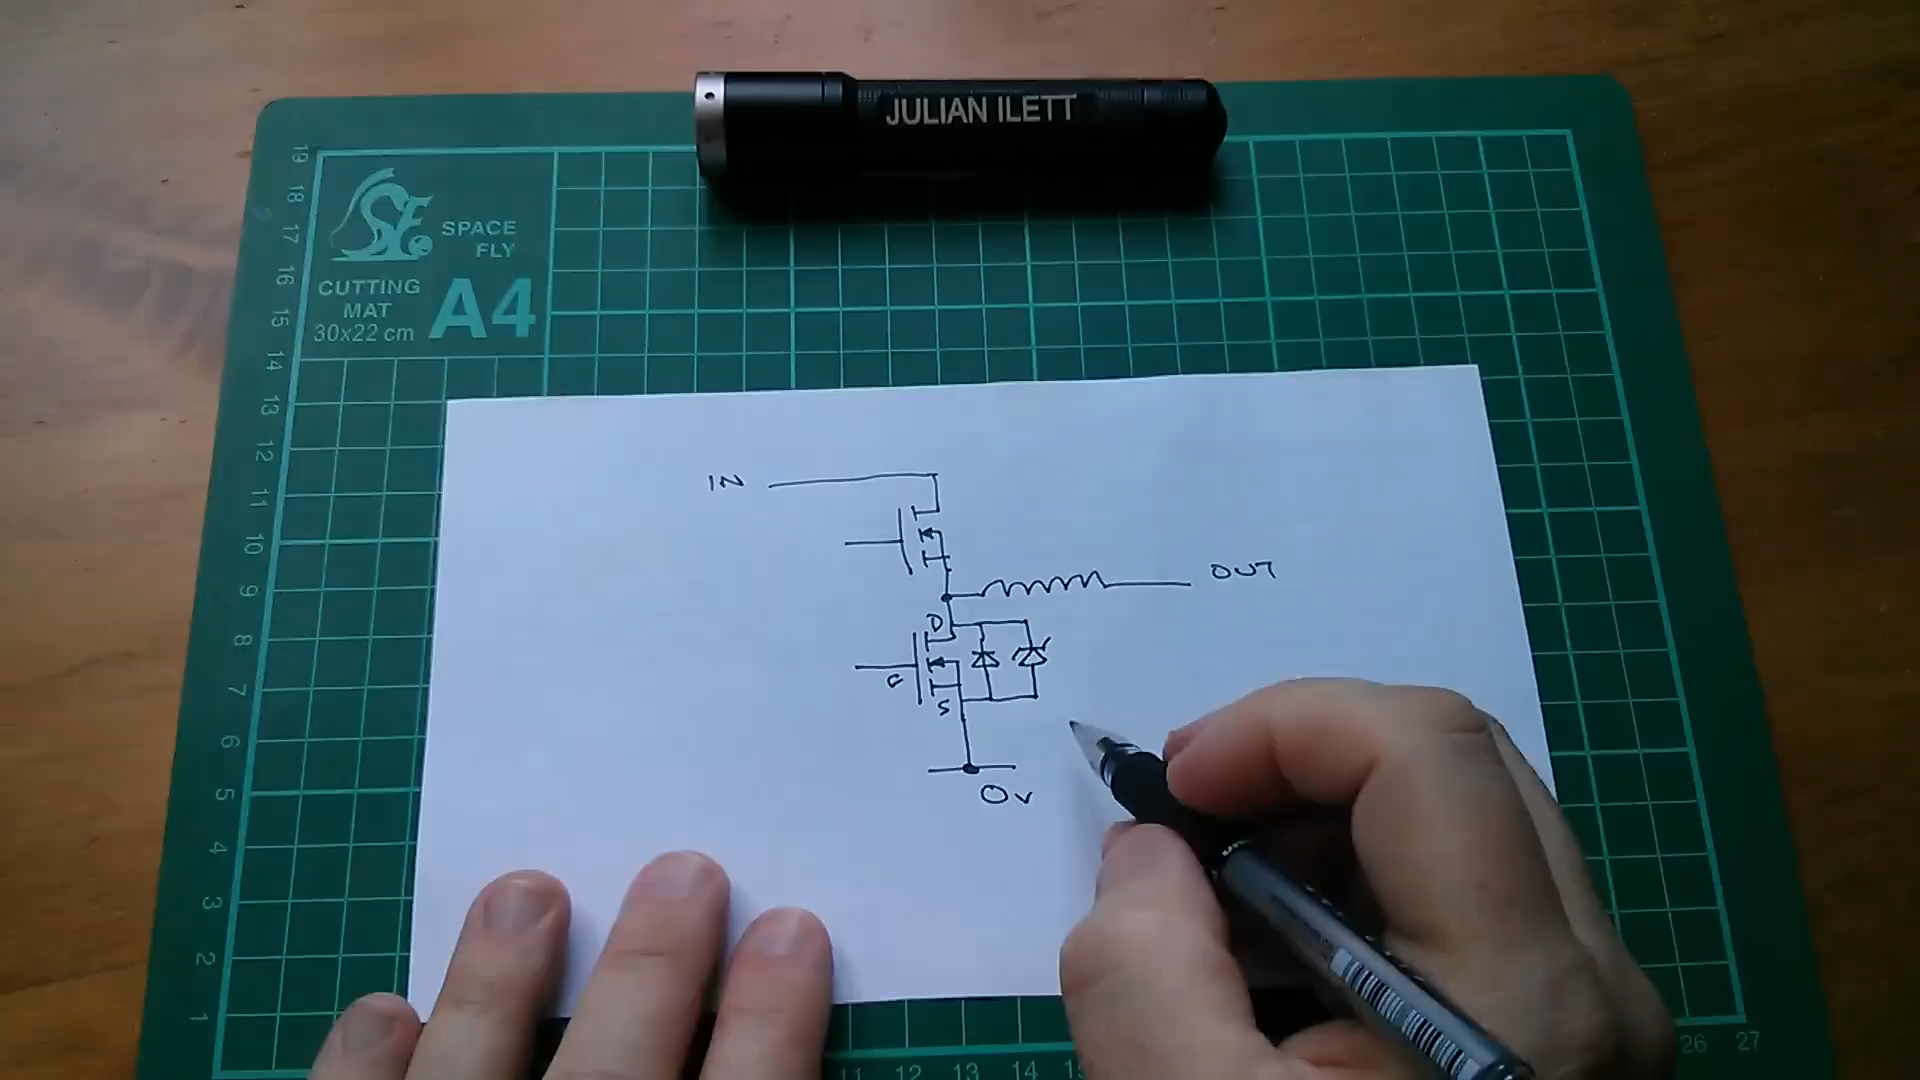 JULIAN ILETT
SPACE
FLY
CUTTING
MAT
30x22 cm
A4
19
18
17
16
15
14
13
12
11
10
9
8
7
6
5
4
3
2
1
IN
OUT
D
G
S
0v
11 12 13 14 15
26 27